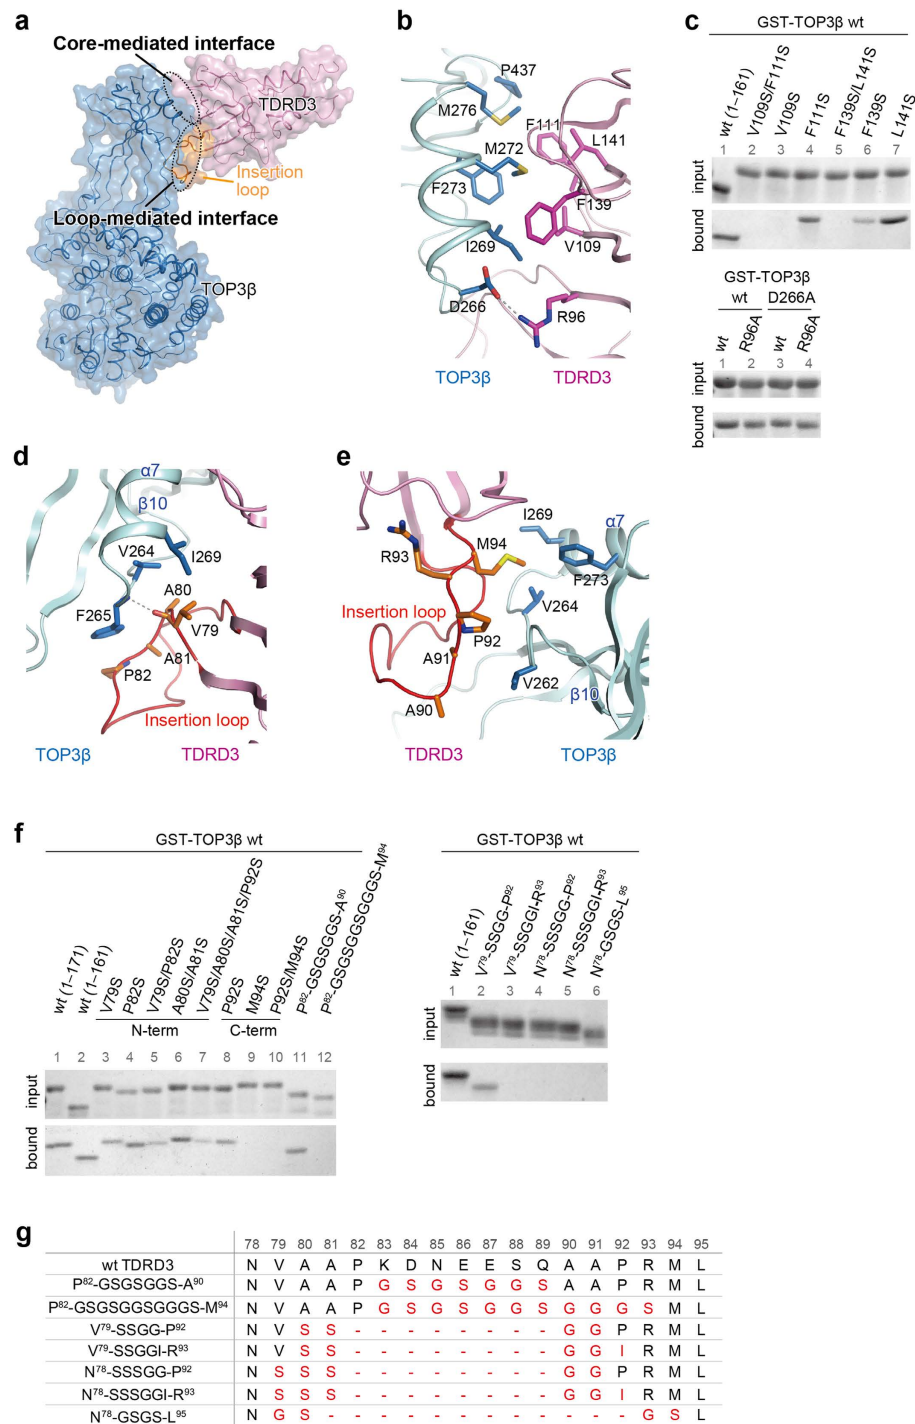 a
Core-mediated interface
TDRD3
Insertion loop
Loop-mediated interface
TOP3β
b
P437
M276
F111
L141
M272
F273
F139
I269
V109
D266
R96
TOP3β
TDRD3
c
GST-TOP3β wt
wt (1–161)
V109S/F111S
V109S
F111S
F139S/L141S
F139S
L141S
1 2 3 4 5 6 7
input
bound
GST-TOP3β
wt D266A
wt R96A wt R96A
1 2 3 4
input
bound
d
α7
β10
V264
I269
A80
F265
V79
A81
P82
Insertion loop
TOP3β
TDRD3
e
I269
α7
M94
R93
F273
Insertion loop
V264
P92
A91
V262
A90
β10
TDRD3
TOP3β
f
GST-TOP3β wt
wt (1–171)
wt (1–161)
V79S
P82S
V79S/P82S
A80S/A81S
V79S/A80S/A81S/P92S
P92S
M94S
P92S/M94S
P⁸²-GSGSGGS-A⁹⁰
P⁸²-GSGSGGSGGGS-M⁹⁴
N-term C-term
1 2 3 4 5 6 7 8 9 10 11 12
input
bound
GST-TOP3β wt
wt (1–161)
V⁷⁹-SSGG-P⁹²
V⁷⁹-SSGGI-R⁹³
N⁷⁸-SSSGG-P⁹²
N⁷⁸-SSSGGI-R⁹³
N⁷⁸-GSGS-L⁹⁵
1 2 3 4 5 6
input
bound
g
78 79 80 81 82 83 84 85 86 87 88 89 90 91 92 93 94 95
wt TDRD3 N V A A P K D N E E S Q A A P R M L
P⁸²-GSGSGGS-A⁹⁰ N V A A P G S G S G G S A A P R M L
P⁸²-GSGSGGSGGGS-M⁹⁴ N V A A P G S G S G G S G G G S M L
V⁷⁹-SSGG-P⁹² N V S S - - - - - - - - G G P R M L
V⁷⁹-SSGGI-R⁹³ N V S S - - - - - - - - G G I R M L
N⁷⁸-SSSGG-P⁹² N S S S - - - - - - - - G G P R M L
N⁷⁸-SSSGGI-R⁹³ N S S S - - - - - - - - G G I R M L
N⁷⁸-GSGS-L⁹⁵ N G S - - - - - - - - - - - - G S L